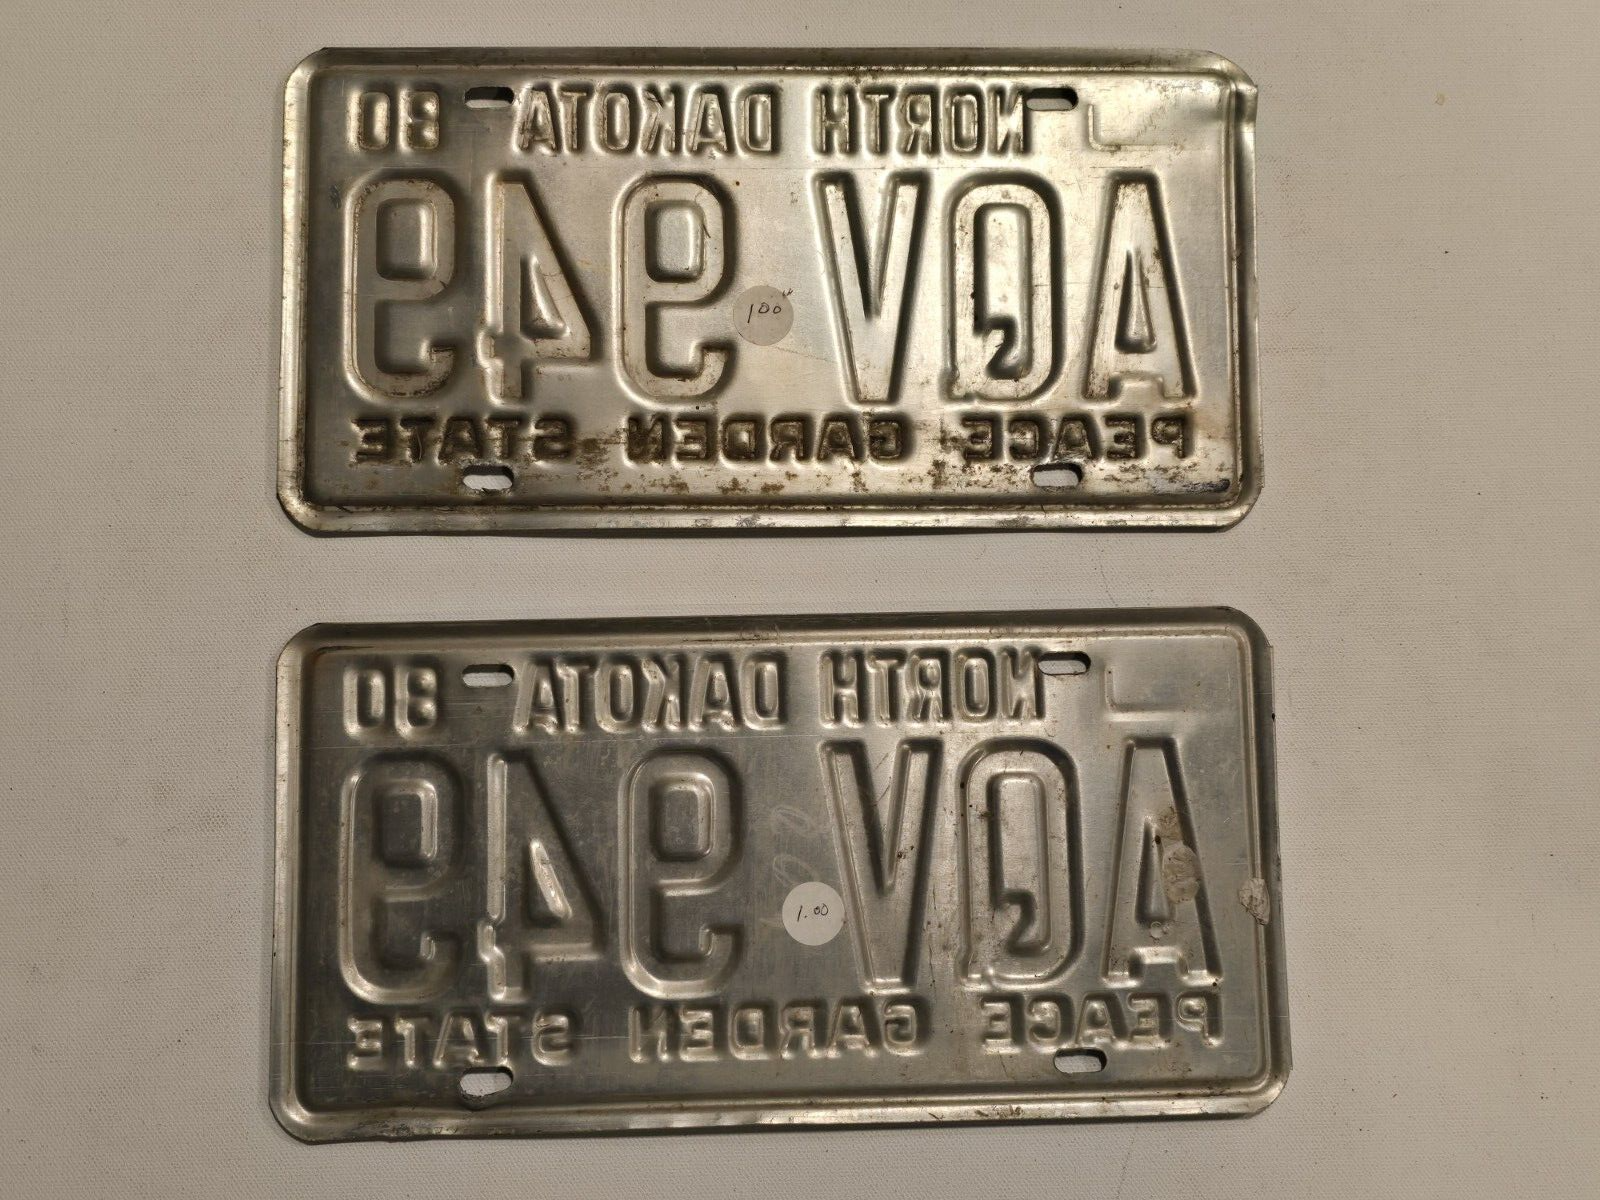 NORTH DAKOTA 80
AQV 949
1.00
PEACE GARDEN STATE
NORTH DAKOTA 80
AQV 949
1.00
PEACE GARDEN STATE